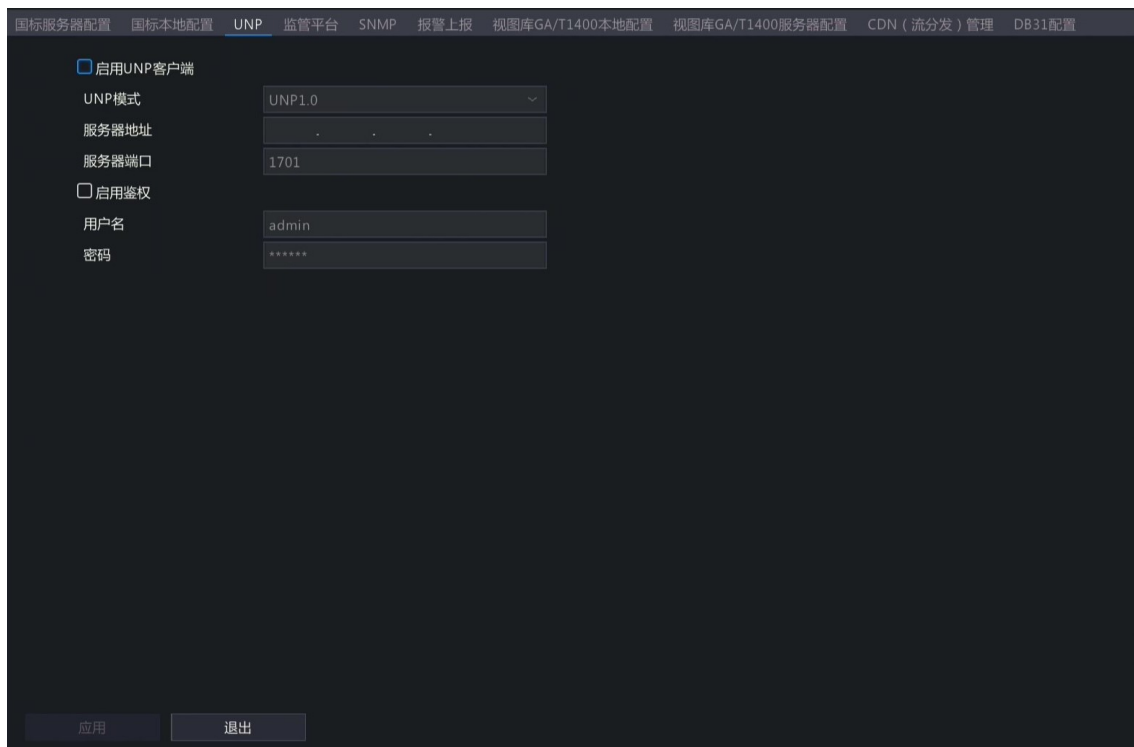 国标服务器配置 国标本地配置 UNP 监管平台 SNMP 报警上报 视图库GA/T1400本地配置 视图库GA/T1400服务器配置 CDN（流分发）管理 DB31配置
启用UNP客户端
UNP模式 UNP1.0
服务器地址 . . .
服务器端口 1701
启用鉴权
用户名 admin
密码 ******
应用 退出